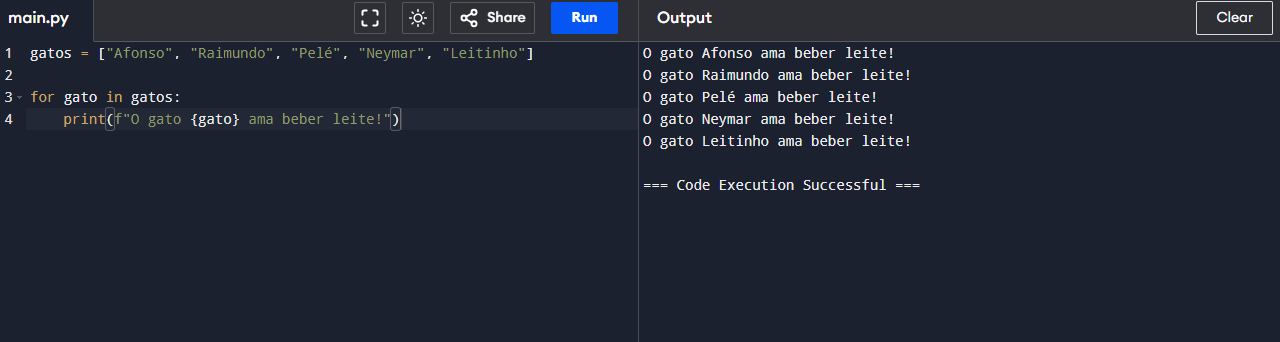 main.py
Share
Run
Output
Clear
1 gatos = ["Afonso", "Raimundo", "Pelé", "Neymar", "Leitinho"]
2
3 for gato in gatos:
4     print(f"O gato {gato} ama beber leite!")
O gato Afonso ama beber leite!
O gato Raimundo ama beber leite!
O gato Pelé ama beber leite!
O gato Neymar ama beber leite!
O gato Leitinho ama beber leite!
=== Code Execution Successful ===